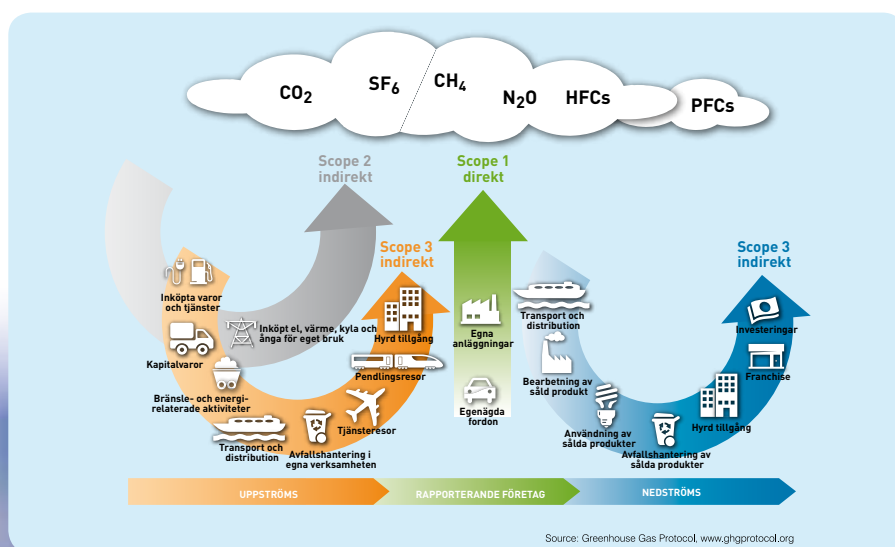 CO2
SF6
CH4
N2O
HFCs
PFCs
Scope 2
indirekt
Scope 1
direkt
Scope 3
indirekt
Scope 3
indirekt
Inköpta varor
och tjänster
Kapitalvaror
Bränsle- och energi-
relaterade aktiviteter
Transport och
distribution
Avfallshantering i
egna verksamheten
Tjänsteresor
Pendlingsresor
Hyrd tillgång
Inköpt el, värme, kyla och
ånga för eget bruk
Egna
anläggningar
Egenägda
fordon
Transport och
distribution
Bearbetning av
såld produkt
Användning av
sålda produkter
Avfallshantering av
sålda produkter
Hyrd tillgång
Franchise
Investeringar
UPPSTRÖMS
RAPPORTERANDE FÖRETAG
NEDSTRÖMS
Source: Greenhouse Gas Protocol, www.ghgprotocol.org